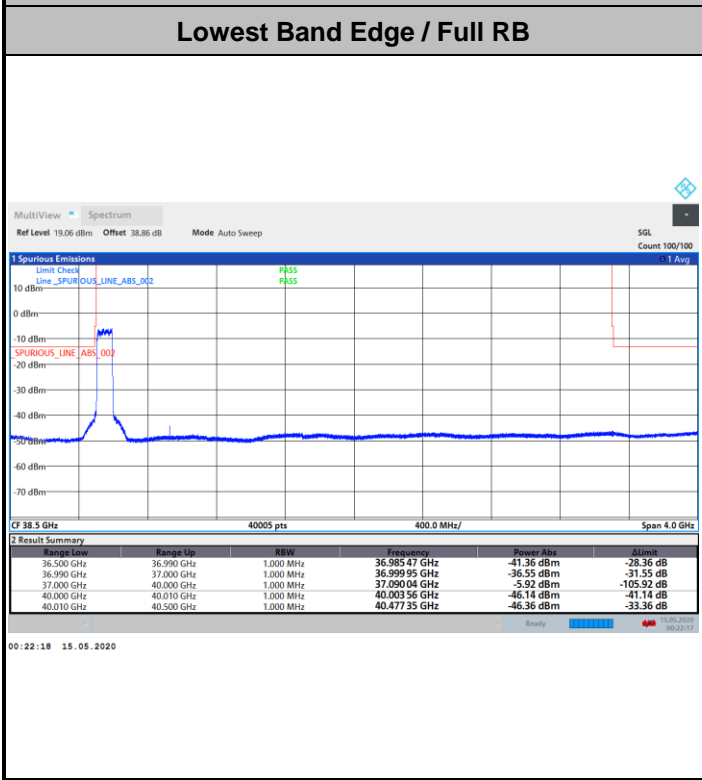 Lowest Band Edge / Full RB
MultiView Spectrum
Ref Level 19.06 dBm Offset 38.86 dB Mode Auto Sweep SGL
Count 100/100
1 Spurious Emissions 1 Avg
Limit Check PASS
Line _SPURIOUS_LINE_ABS_002 PASS
10 dBm
0 dBm
-10 dBm
_SPURIOUS_LINE_ABS_002
-20 dBm
-30 dBm
-40 dBm
-50 dBm
-60 dBm
-70 dBm
CF 38.5 GHz 40005 pts 400.0 MHz/ Span 4.0 GHz
2 Result Summary
Range Low Range Up RBW Frequency Power Abs ΔLimit
36.500 GHz 36.990 GHz 1.000 MHz 36.985 47 GHz -41.36 dBm -28.36 dB
36.990 GHz 37.000 GHz 1.000 MHz 36.999 95 GHz -36.55 dBm -31.55 dB
37.000 GHz 40.000 GHz 1.000 MHz 37.090 04 GHz -5.92 dBm -105.92 dB
40.000 GHz 40.010 GHz 1.000 MHz 40.003 56 GHz -46.14 dBm -41.14 dB
40.010 GHz 40.500 GHz 1.000 MHz 40.477 35 GHz -46.36 dBm -33.36 dB
Ready 15.05.2020
00:22:17
00:22:18 15.05.2020